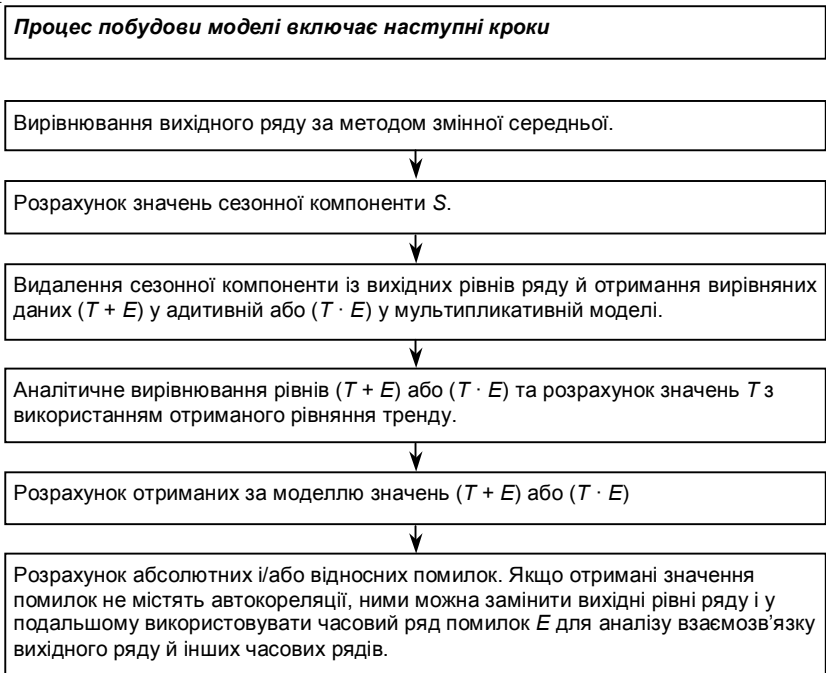 Процес побудови моделі включає наступні кроки
Вирівнювання вихідного ряду за методом змінної середньої.
Розрахунок значень сезонної компоненти S.
Видалення сезонної компоненти із вихідних рівнів ряду й отримання вирівняних
даних (T + E) у адитивній або (T · E) у мультипликативній моделі.
Аналітичне вирівнювання рівнів (T + E) або (T · E) та розрахунок значень T з
використанням отриманого рівняння тренду.
Розрахунок отриманих за моделлю значень (T + E) або (T · E)
Розрахунок абсолютних і/або відносних помилок. Якщо отримані значення
помилок не містять автокореляції, ними можна замінити вихідні рівні ряду і у
подальшому використовувати часовий ряд помилок E для аналізу взаємозв’язку
вихідного ряду й інших часових рядів.